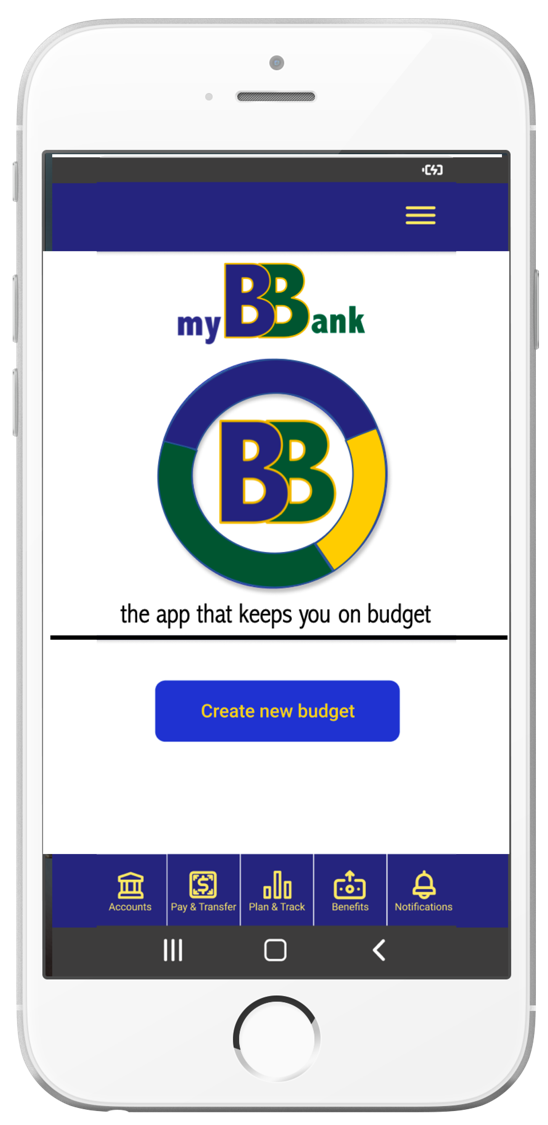 myBBank
BB
the app that keeps you on budget
Create new budget
Accounts Pay & Transfer Plan & Track Benefits Notifications